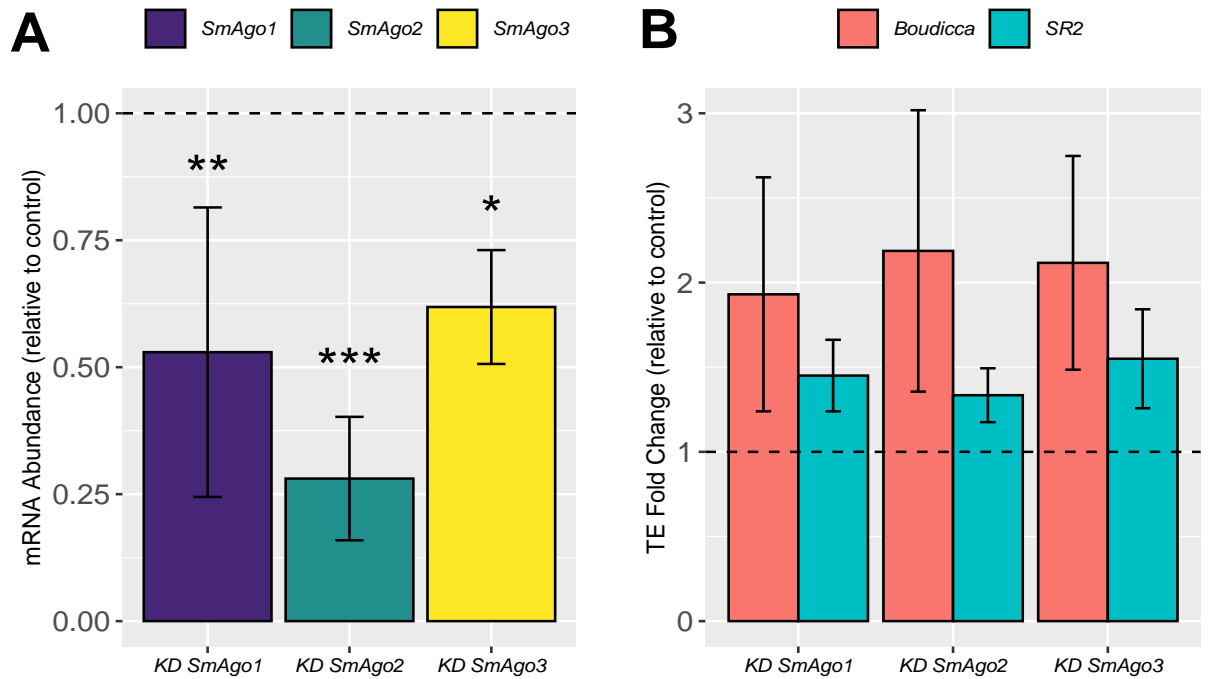 A
SmAgo1 SmAgo2 SmAgo3
mRNA Abundance (relative to control)
1.00
0.75
0.50
0.25
0.00
**
***
*
KD SmAgo1 KD SmAgo2 KD SmAgo3
B
Boudicca SR2
TE Fold Change (relative to control)
3
2
1
0
KD SmAgo1 KD SmAgo2 KD SmAgo3